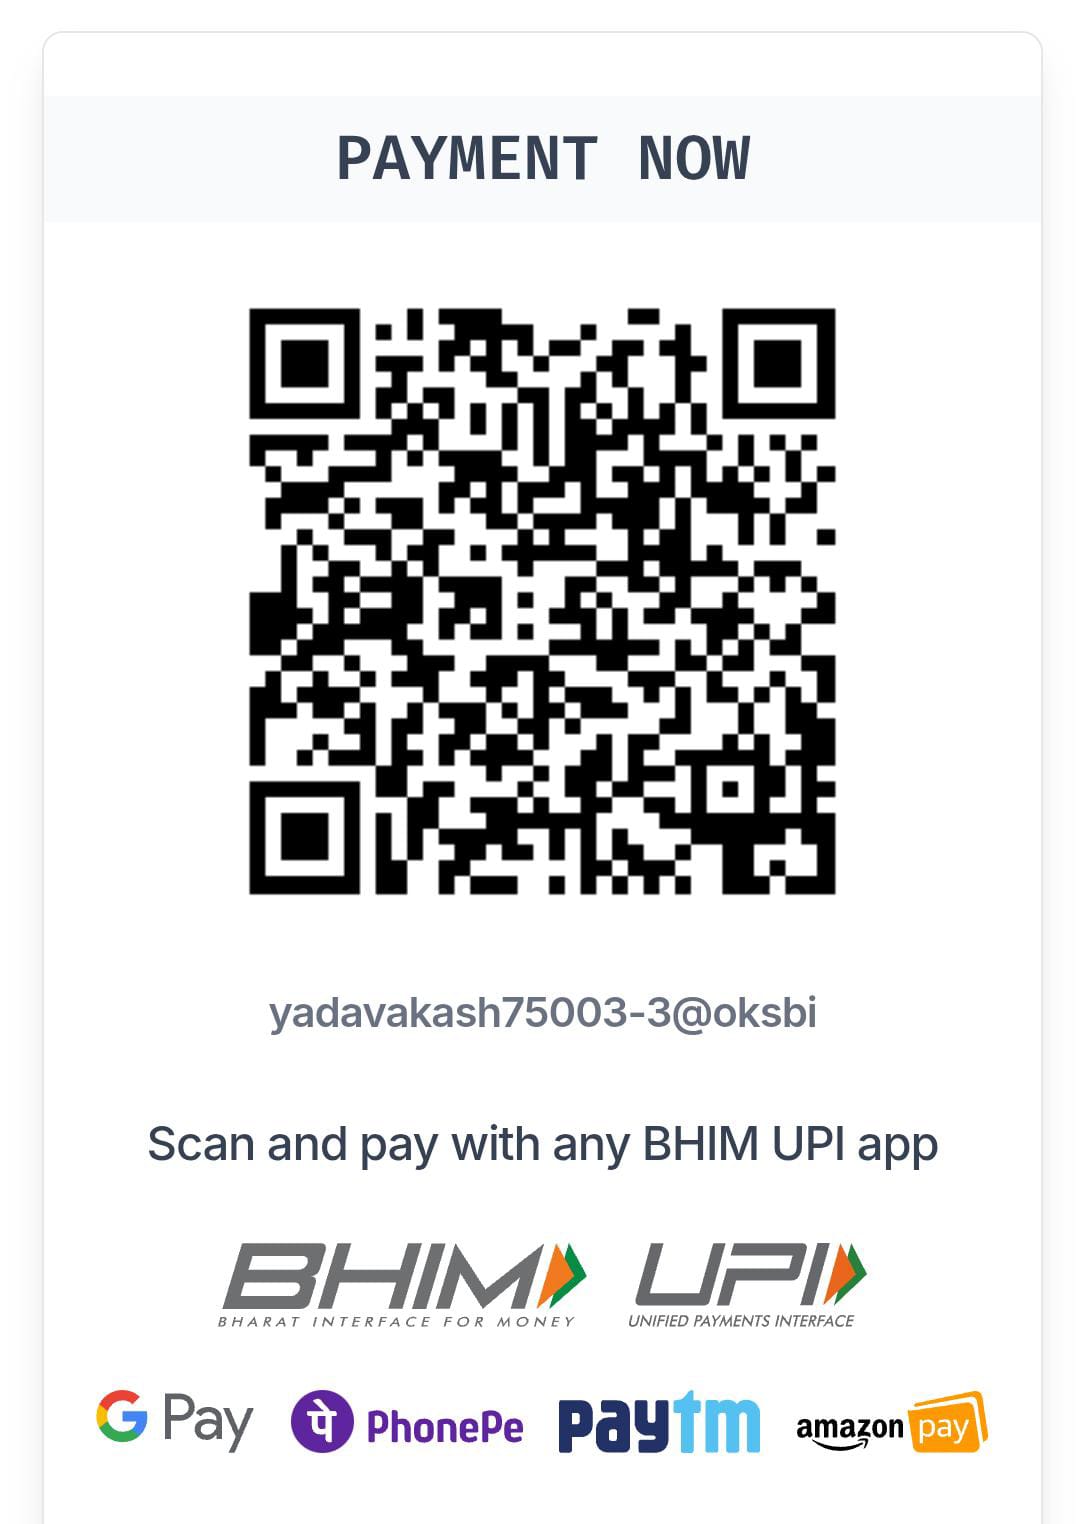 PAYMENT NOW
yadavakash75003-3@oksbi
Scan and pay with any BHIM UPI app
BHIM UPI
BHARAT INTERFACE FOR MONEY UNIFIED PAYMENTS INTERFACE
G Pay पे PhonePe paytm amazon pay